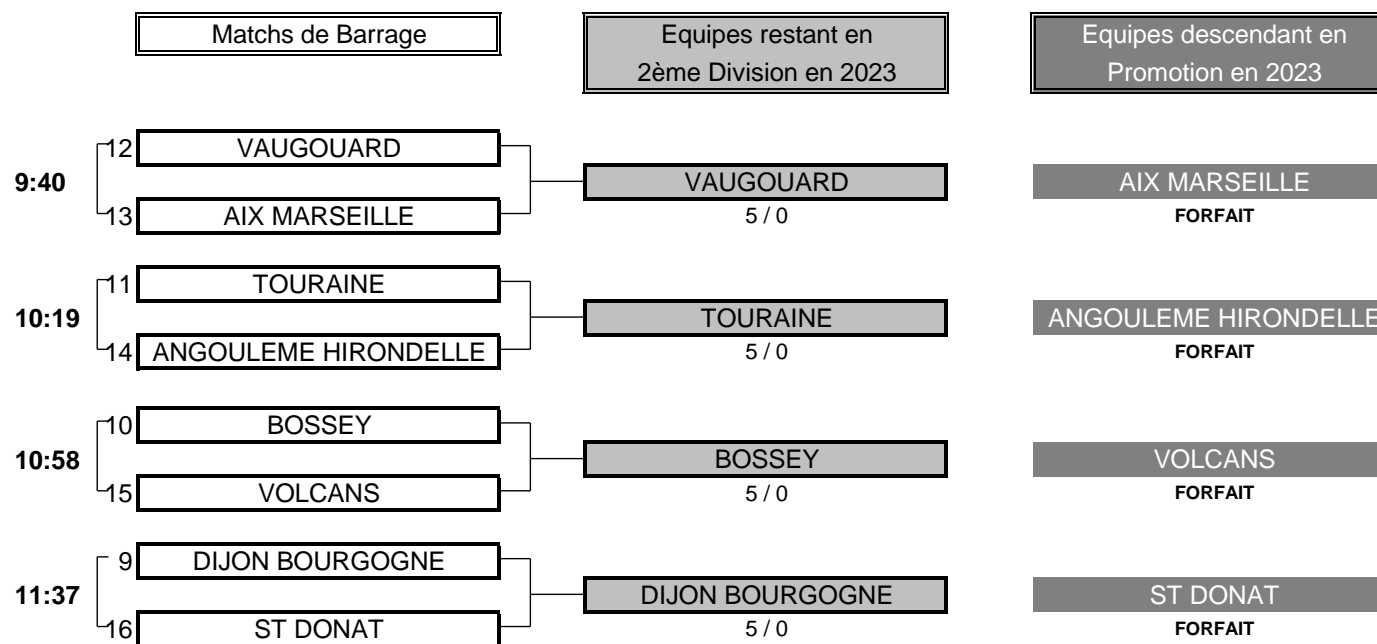 Matchs de Barrage
Equipes restant en
2ème Division en 2023
Equipes descendant en
Promotion en 2023
12 VAUGOUARD
9:40 VAUGOUARD AIX MARSEILLE
13 AIX MARSEILLE 5 / 0 FORFAIT
11 TOURAINE
10:19 TOURAINE ANGOULEME HIRONDELLE
14 ANGOULEME HIRONDELLE 5 / 0 FORFAIT
10 BOSSEY
10:58 BOSSEY VOLCANS
15 VOLCANS 5 / 0 FORFAIT
9 DIJON BOURGOGNE
11:37 DIJON BOURGOGNE ST DONAT
16 ST DONAT 5 / 0 FORFAIT